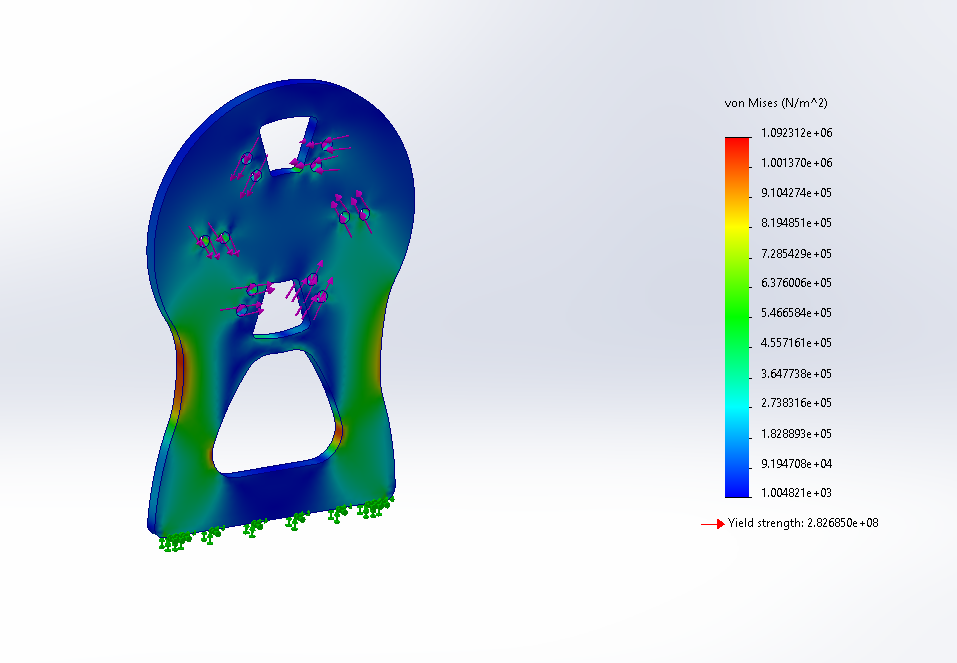 von Mises (N/m^2)
1.092312e+06
1.001370e+06
9.104274e+05
8.194851e+05
7.285429e+05
6.376006e+05
5.466584e+05
4.557161e+05
3.647738e+05
2.738316e+05
1.828893e+05
9.194708e+04
1.004821e+03
Yield strength: 2.826850e+08